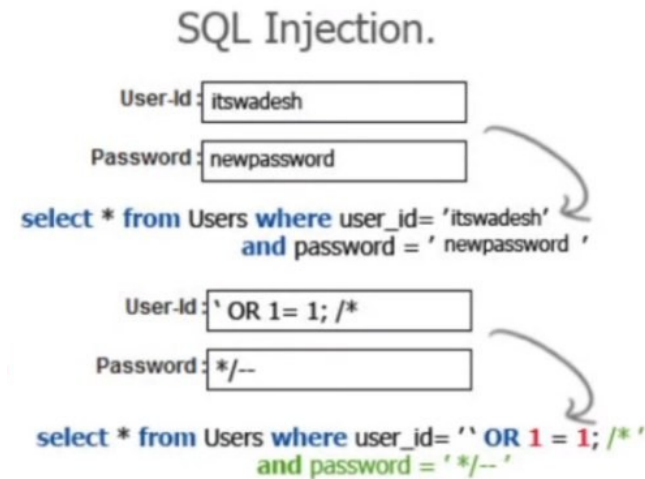 SQL Injection.
User-Id : itswadesh
Password : newpassword
select * from Users where user_id= 'itswadesh'
and password = ' newpassword '
User-Id : ` OR 1= 1; /*
Password : */--
select * from Users where user_id= '` OR 1 = 1; /* '
and password = ' */-- '